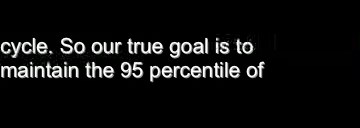 cycle. So our true goal is to
maintain the 95 percentile of